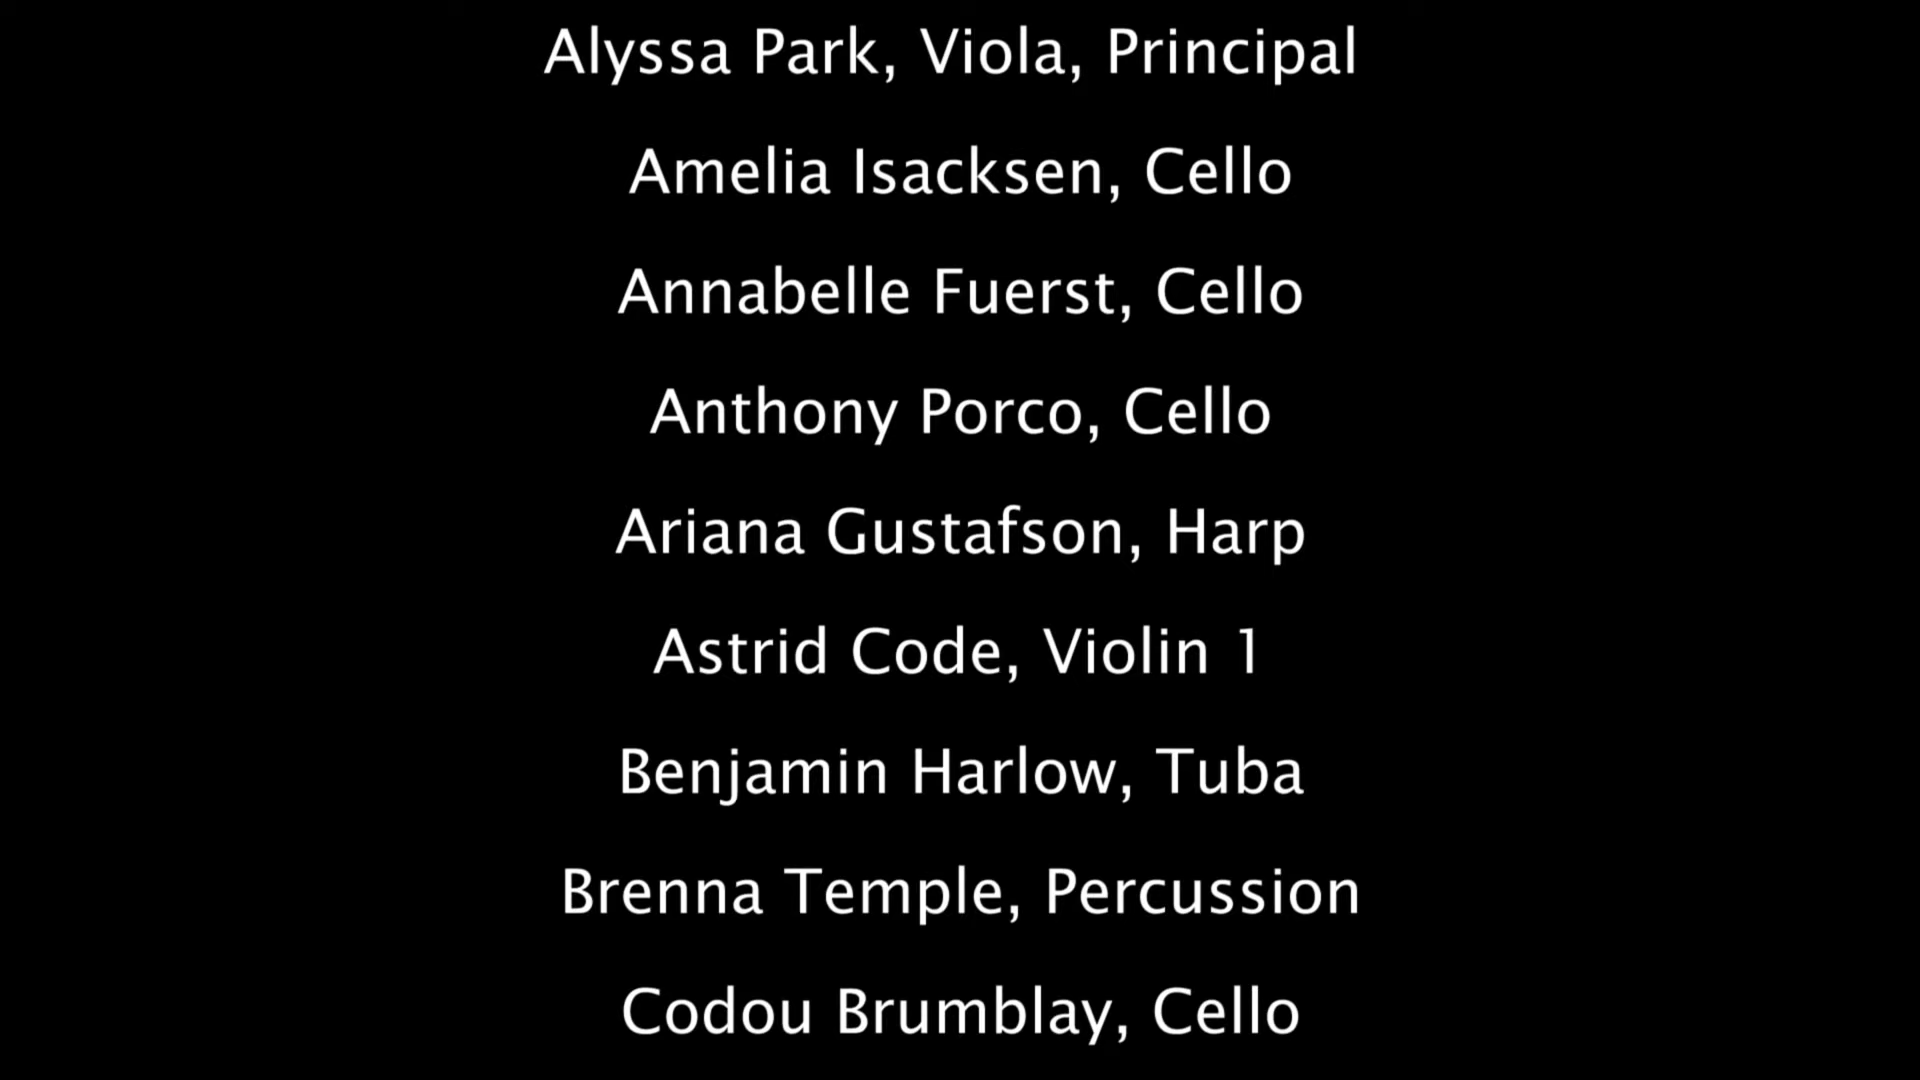 Alyssa Park, Viola, Principal
Amelia Isacksen, Cello
Annabelle Fuerst, Cello
Anthony Porco, Cello
Ariana Gustafson, Harp
Astrid Code, Violin 1
Benjamin Harlow, Tuba
Brenna Temple, Percussion
Codou Brumblay, Cello